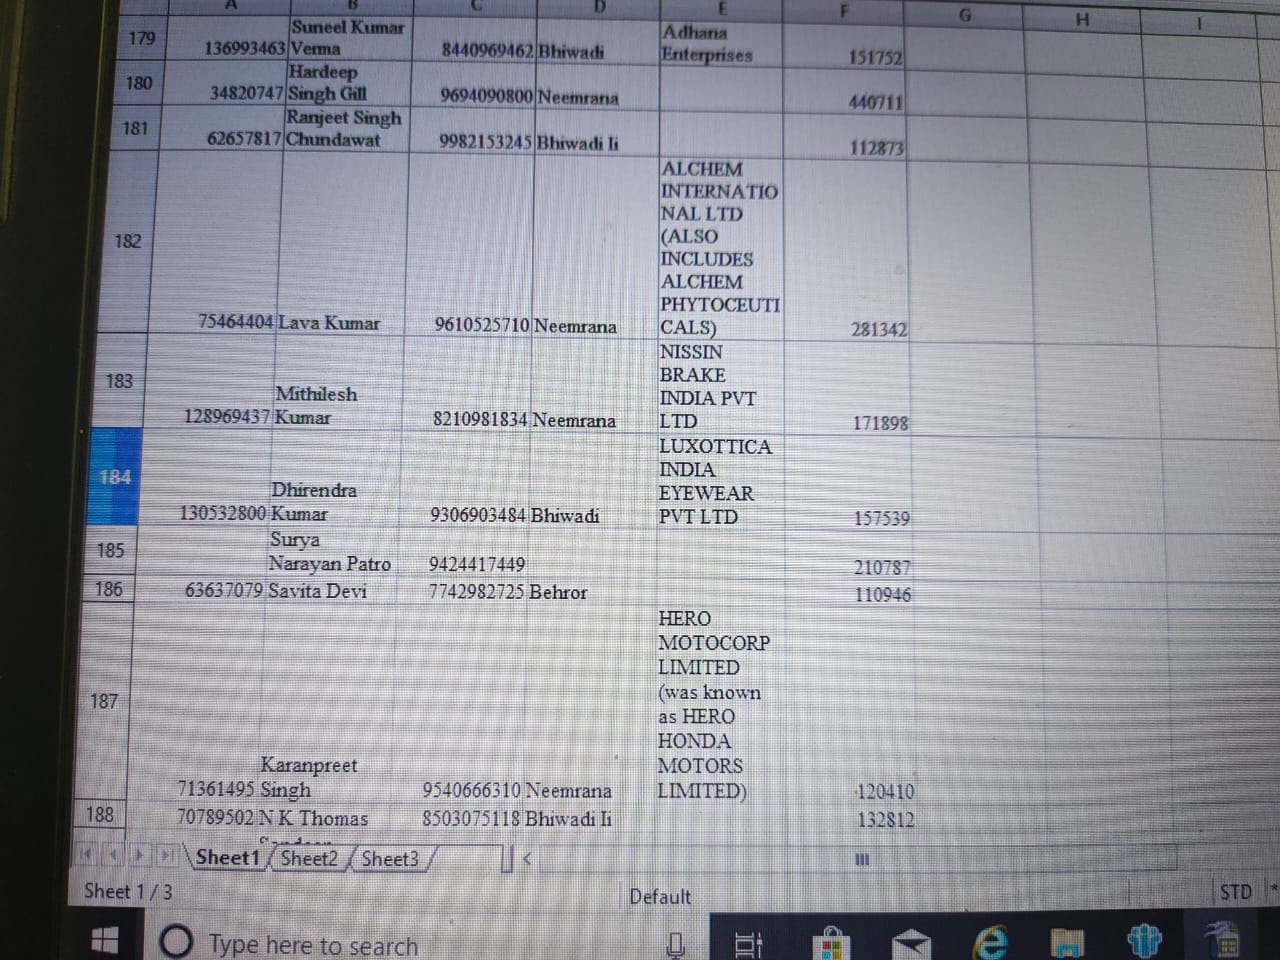 A B C D E F G H I
179 136993463 Suneel Kumar Verma 8440969462 Bhiwadi Adhana Enterprises 151752
180 34820747 Hardeep Singh Gill 9694090800 Neemrana 440711
181 62657817 Ranjeet Singh Chundawat 9982153245 Bhiwadi Ii 112873
182 75464404 Lava Kumar 9610525710 Neemrana ALCHEM INTERNATIO NAL LTD (ALSO INCLUDES ALCHEM PHYTOCEUTI CALS) 281342
183 128969437 Mithilesh Kumar 8210981834 Neemrana NISSIN BRAKE INDIA PVT LTD 171898
184 130532800 Dhirendra Kumar 9306903484 Bhiwadi LUXOTTICA INDIA EYEWEAR PVT LTD 157539
185 Surya Narayan Patro 9424417449 210787
186 63637079 Savita Devi 7742982725 Behror 110946
187 71361495 Karanpreet Singh 9540666310 Neemrana HERO MOTOCORP LIMITED (was known as HERO HONDA MOTORS LIMITED) 120410
188 70789502 N K Thomas 8503075118 Bhiwadi Ii 132812
Sheet1 Sheet2 Sheet3
Sheet 1 / 3 Default STD *
Type here to search